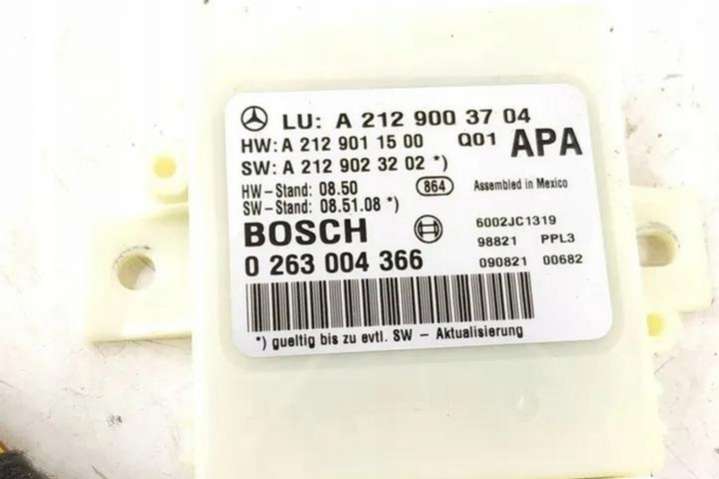 LU: A 212 900 3704
HW: A 212 901 15 00 Q01 APA
SW: A 212 902 32 02 *)
HW-Stand: 08.50 864 Assembled in Mexico
SW-Stand: 08.51.08 *)
BOSCH 6002JC1319
98821 PPL3
0 263 004 366 090821 00682
*) gueltig bis zu evtl. SW - Aktualisierung